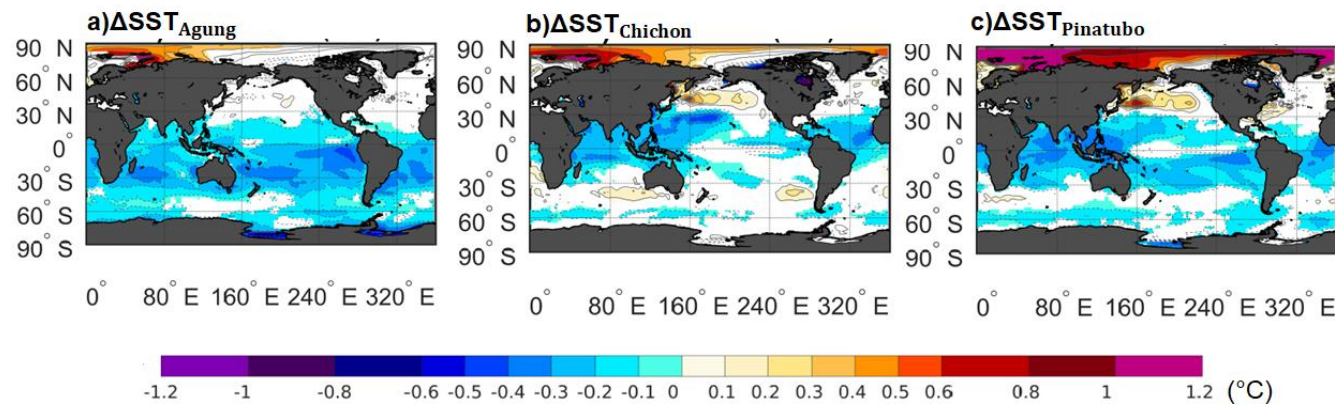 a)ΔSST_Agung
90° N
60° N
30° N
0°
30° S
60° S
90° S
0° 80° E 160° E 240° E 320° E
b)ΔSST_Chichon
90° N
60° N
30° N
0°
30° S
60° S
90° S
0° 80° E 160° E 240° E 320° E
c)ΔSST_Pinatubo
90° N
60° N
30° N
0°
30° S
60° S
90° S
0° 80° E 160° E 240° E 320° E
-1.2 -1 -0.8 -0.6 -0.5 -0.4 -0.3 -0.2 -0.1 0 0.1 0.2 0.3 0.4 0.5 0.6 0.8 1 1.2 (°C)